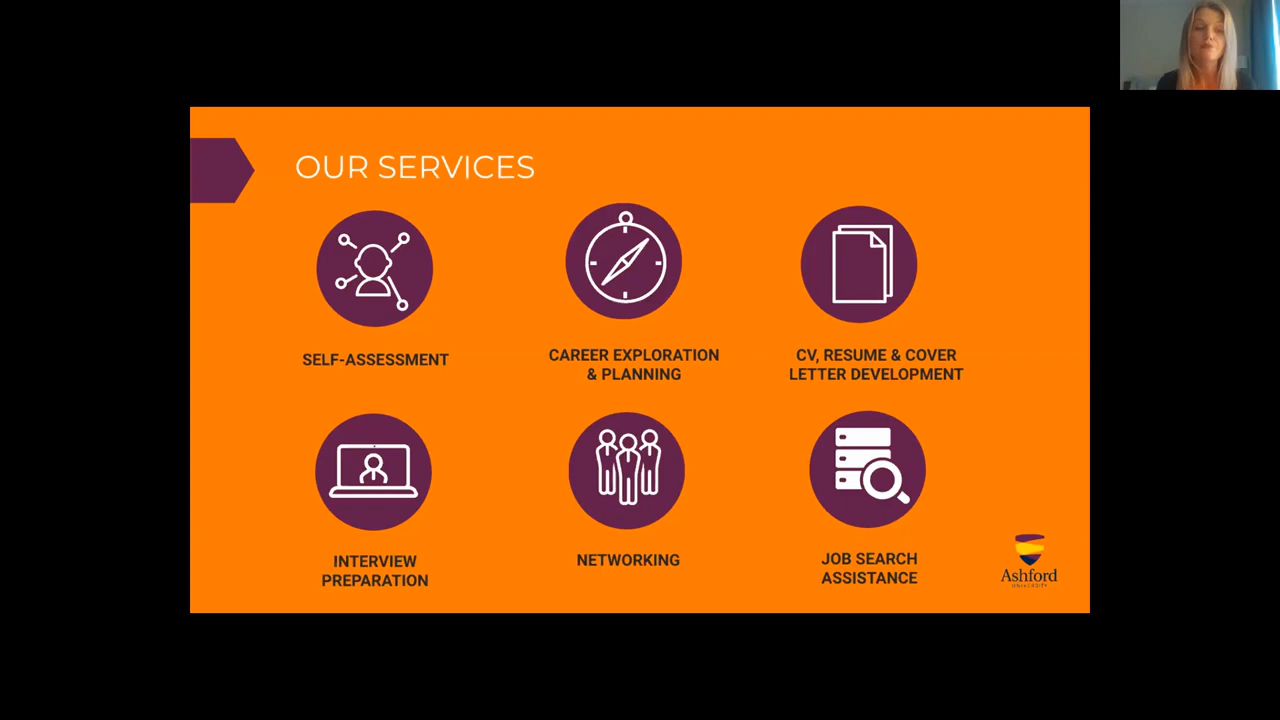 OUR SERVICES
SELF-ASSESSMENT
CAREER EXPLORATION
& PLANNING
CV, RESUME & COVER
LETTER DEVELOPMENT
INTERVIEW
PREPARATION
NETWORKING
JOB SEARCH
ASSISTANCE
Ashford
UNIVERSITY